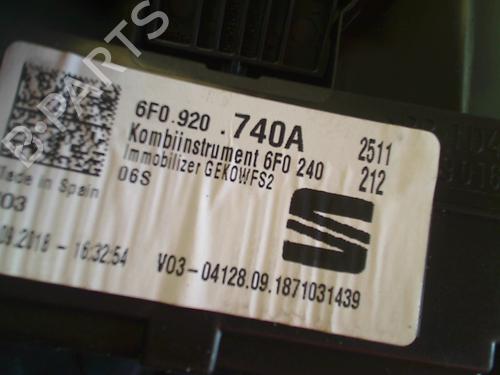 B-PARTS
6F0.920 .740A 2511
Kombiinstrument 6F0 240 212
Immobilizer GEKOWFS2
06S
Made in Spain
03
.09.2018 - 16:32:54 V03-04128.09.1871031439